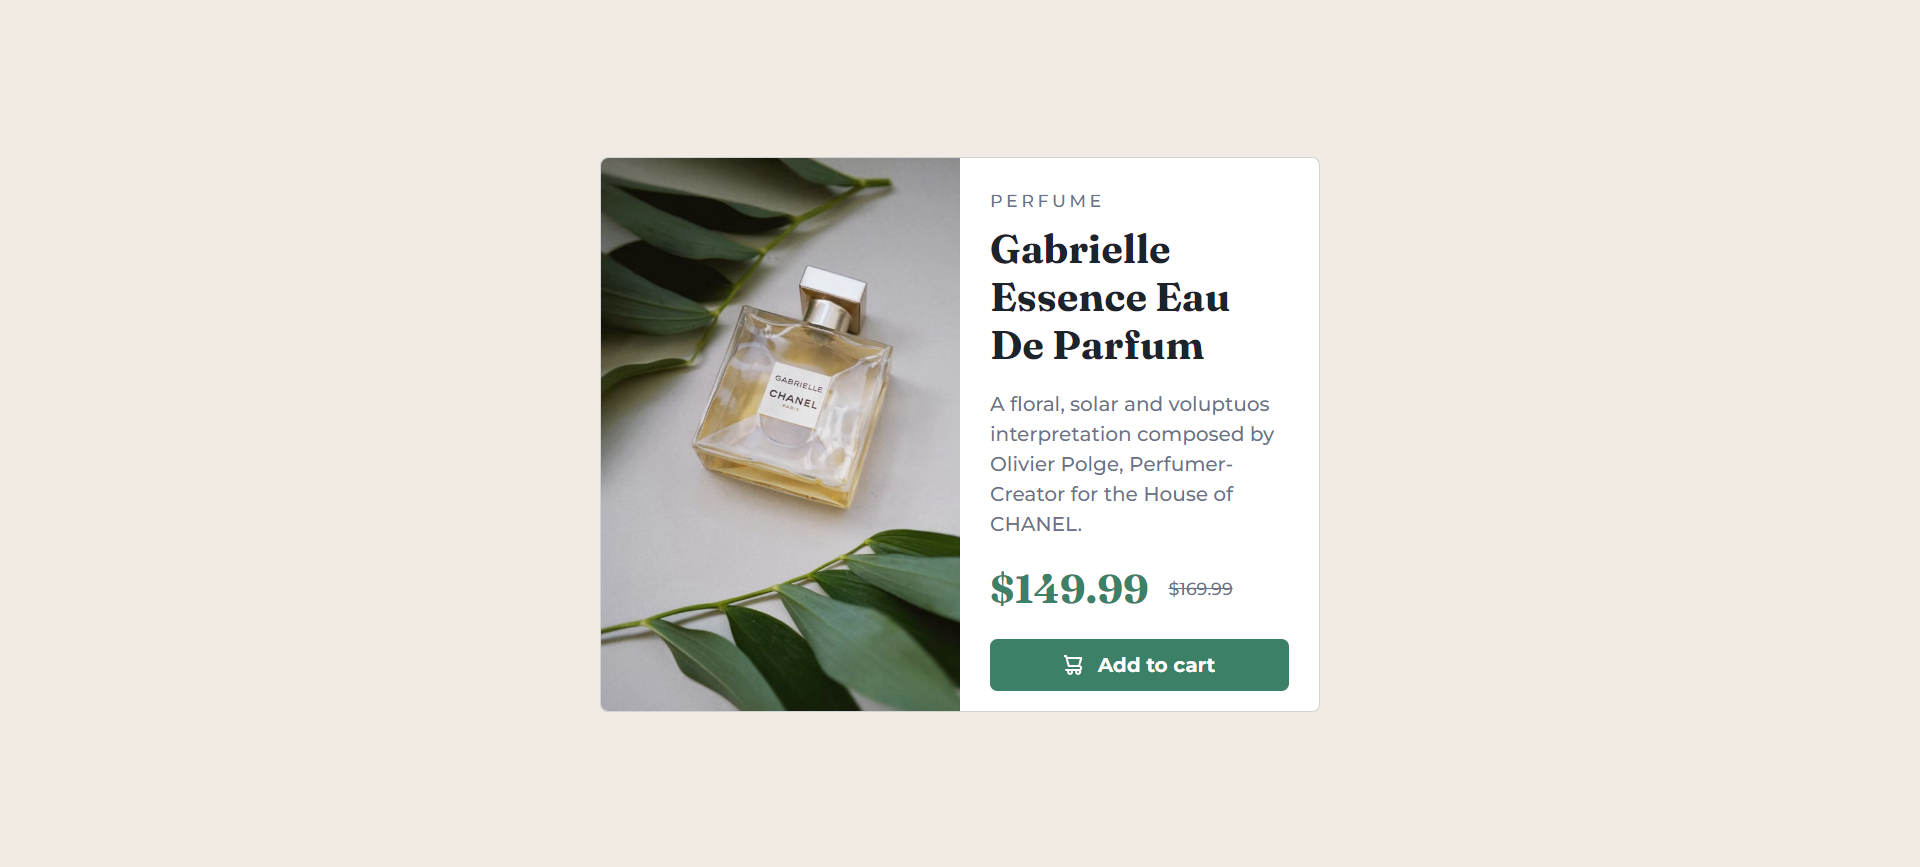 GABRIELLE
CHANEL
PARIS
PERFUME
Gabrielle
Essence Eau
De Parfum
A floral, solar and voluptuos
interpretation composed by
Olivier Polge, Perfumer-
Creator for the House of
CHANEL.
$149.99 $169.99
Add to cart